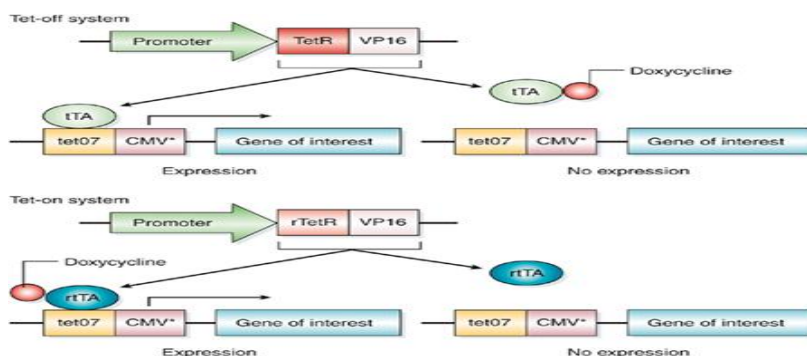 Tet-off system
Promoter TetR VP16
Doxycycline
tTA tTA
tet07 CMV* Gene of interest tet07 CMV* Gene of interest
Expression No expression
Tet-on system
Promoter rTetR VP16
Doxycycline
rtTA rtTA
tet07 CMV* Gene of interest tet07 CMV* Gene of interest
Expression No expression